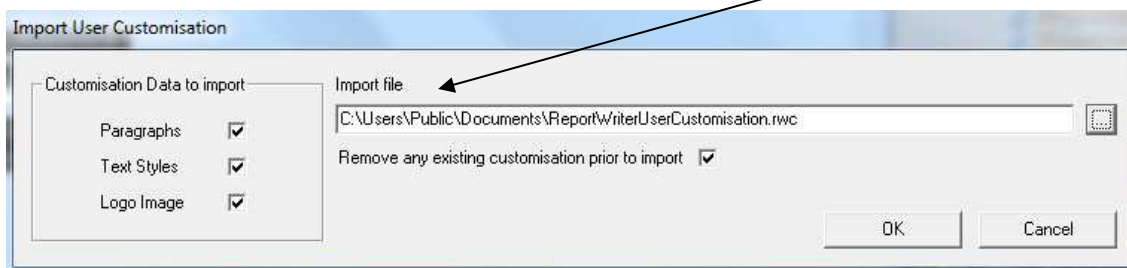 Import User Customisation
Customisation Data to import
Paragraphs
Text Styles
Logo Image
Import file
C:\Users\Public\Documents\ReportWriterUserCustomisation.rwc
...
Remove any existing customisation prior to import
OK
Cancel